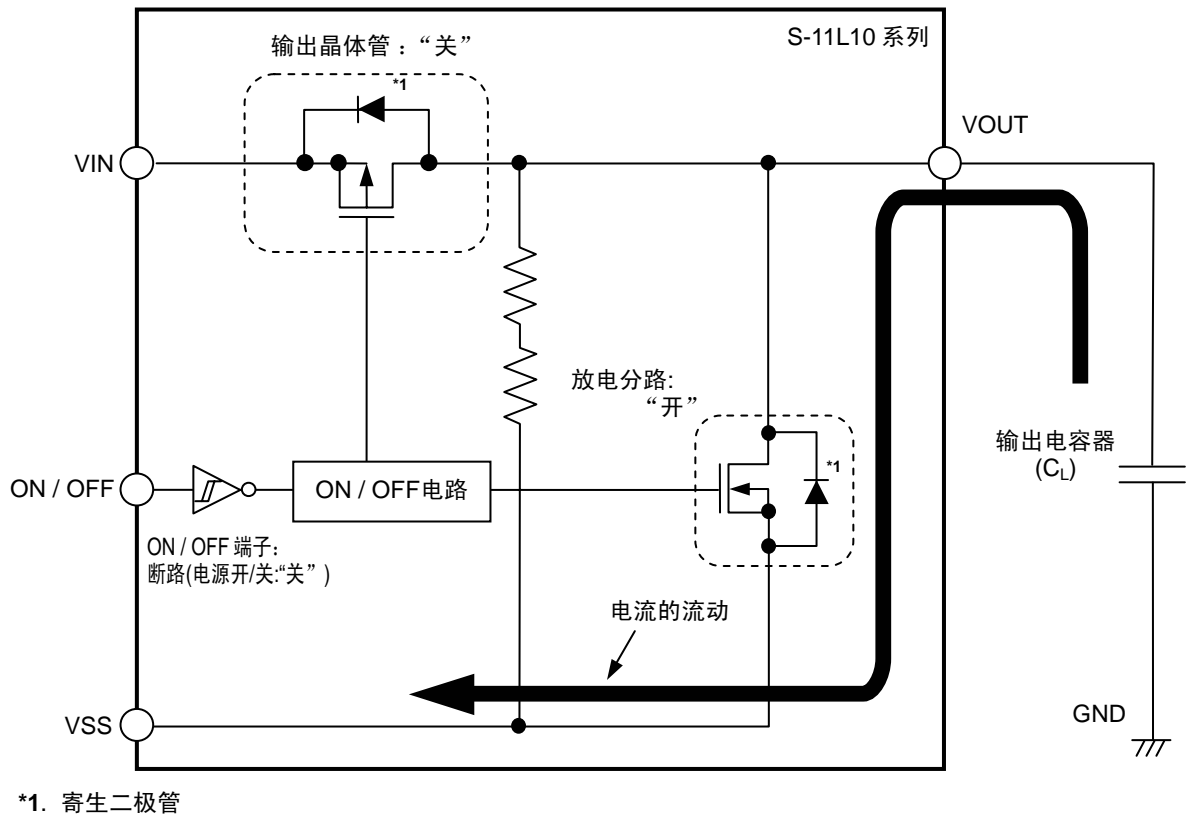 S-11L10 系列
输出晶体管：“关”
*1
VOUT
VIN
放电分路:
“开”
*1
输出电容器
(CL)
ON / OFF
ON / OFF电路
ON / OFF 端子：
断路(电源开/关:“关”)
电流的流动
VSS
GND
*1. 寄生二极管